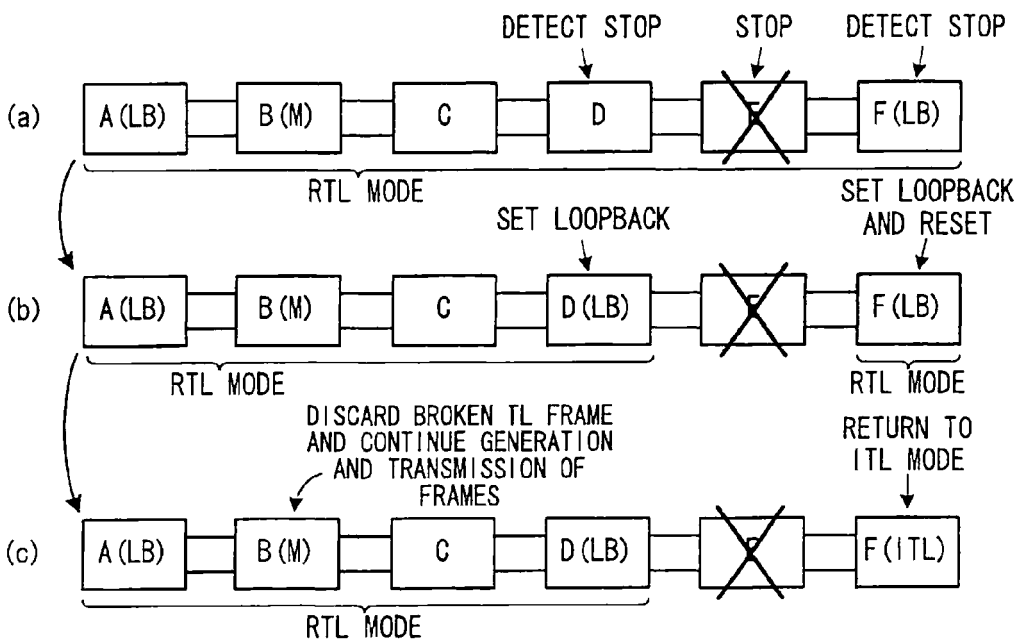 DETECT STOP STOP DETECT STOP
(a) A(LB) B(M) C D F(LB)
RTL MODE
SET LOOPBACK
SET LOOPBACK
AND RESET
(b) A(LB) B(M) C D(LB) F(LB)
RTL MODE RTL MODE
DISCARD BROKEN TL FRAME
AND CONTINUE GENERATION
AND TRANSMISSION OF
FRAMES
RETURN TO
ITL MODE
(c) A(LB) B(M) C D(LB) F(ITL)
RTL MODE